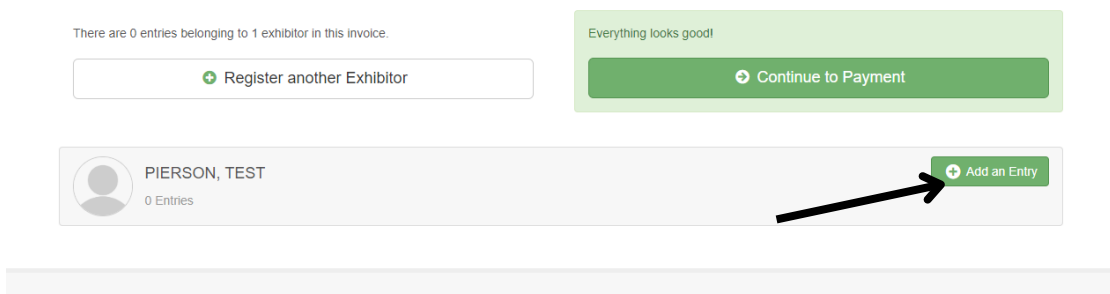 There are 0 entries belonging to 1 exhibitor in this invoice.
Register another Exhibitor
Everything looks good!
Continue to Payment
PIERSON, TEST
0 Entries
Add an Entry